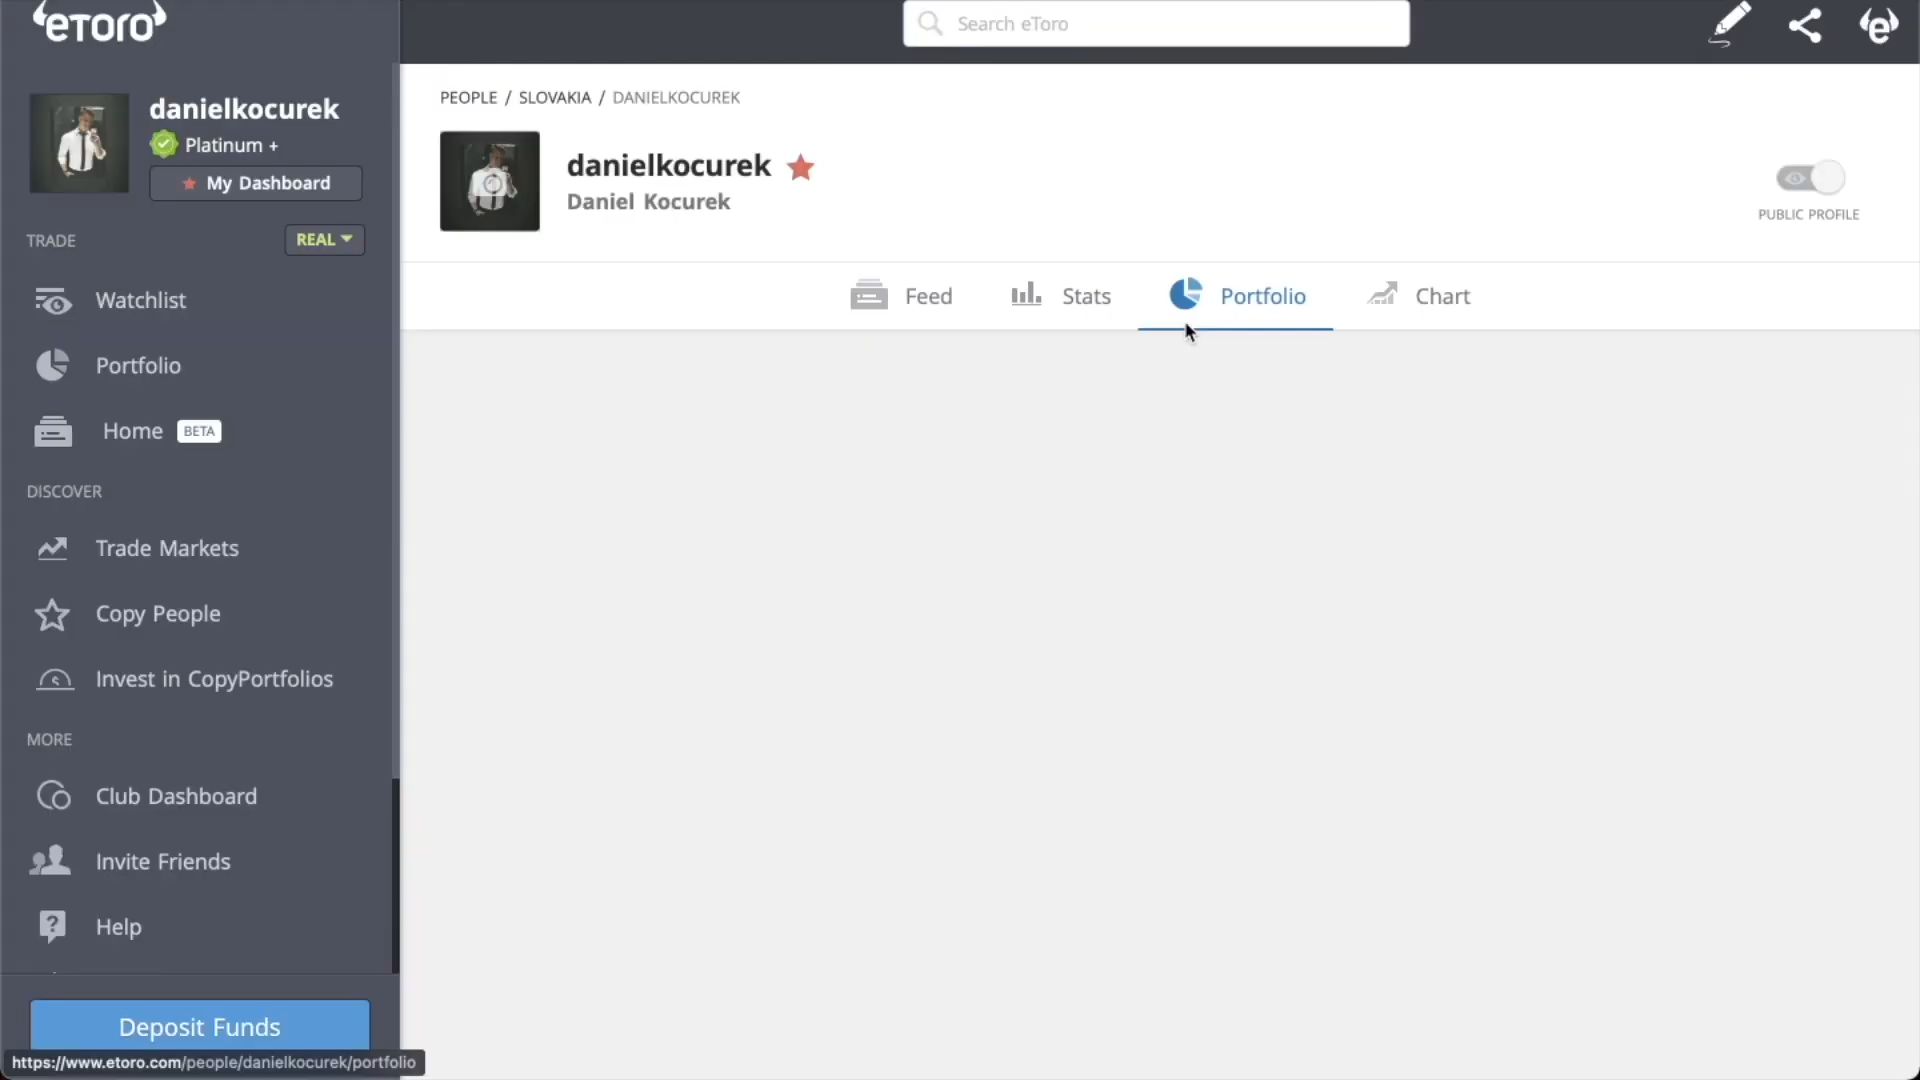 eToro
Search eToro
danielkocurek
Platinum +
My Dashboard
TRADE
REAL
Watchlist
Portfolio
Home BETA
DISCOVER
Trade Markets
Copy People
Invest in CopyPortfolios
MORE
Club Dashboard
Invite Friends
Help
Deposit Funds
https://www.etoro.com/people/danielkocurek/portfolio
PEOPLE / SLOVAKIA / DANIELKOCUREK
danielkocurek
Daniel Kocurek
PUBLIC PROFILE
Feed
Stats
Portfolio
Chart